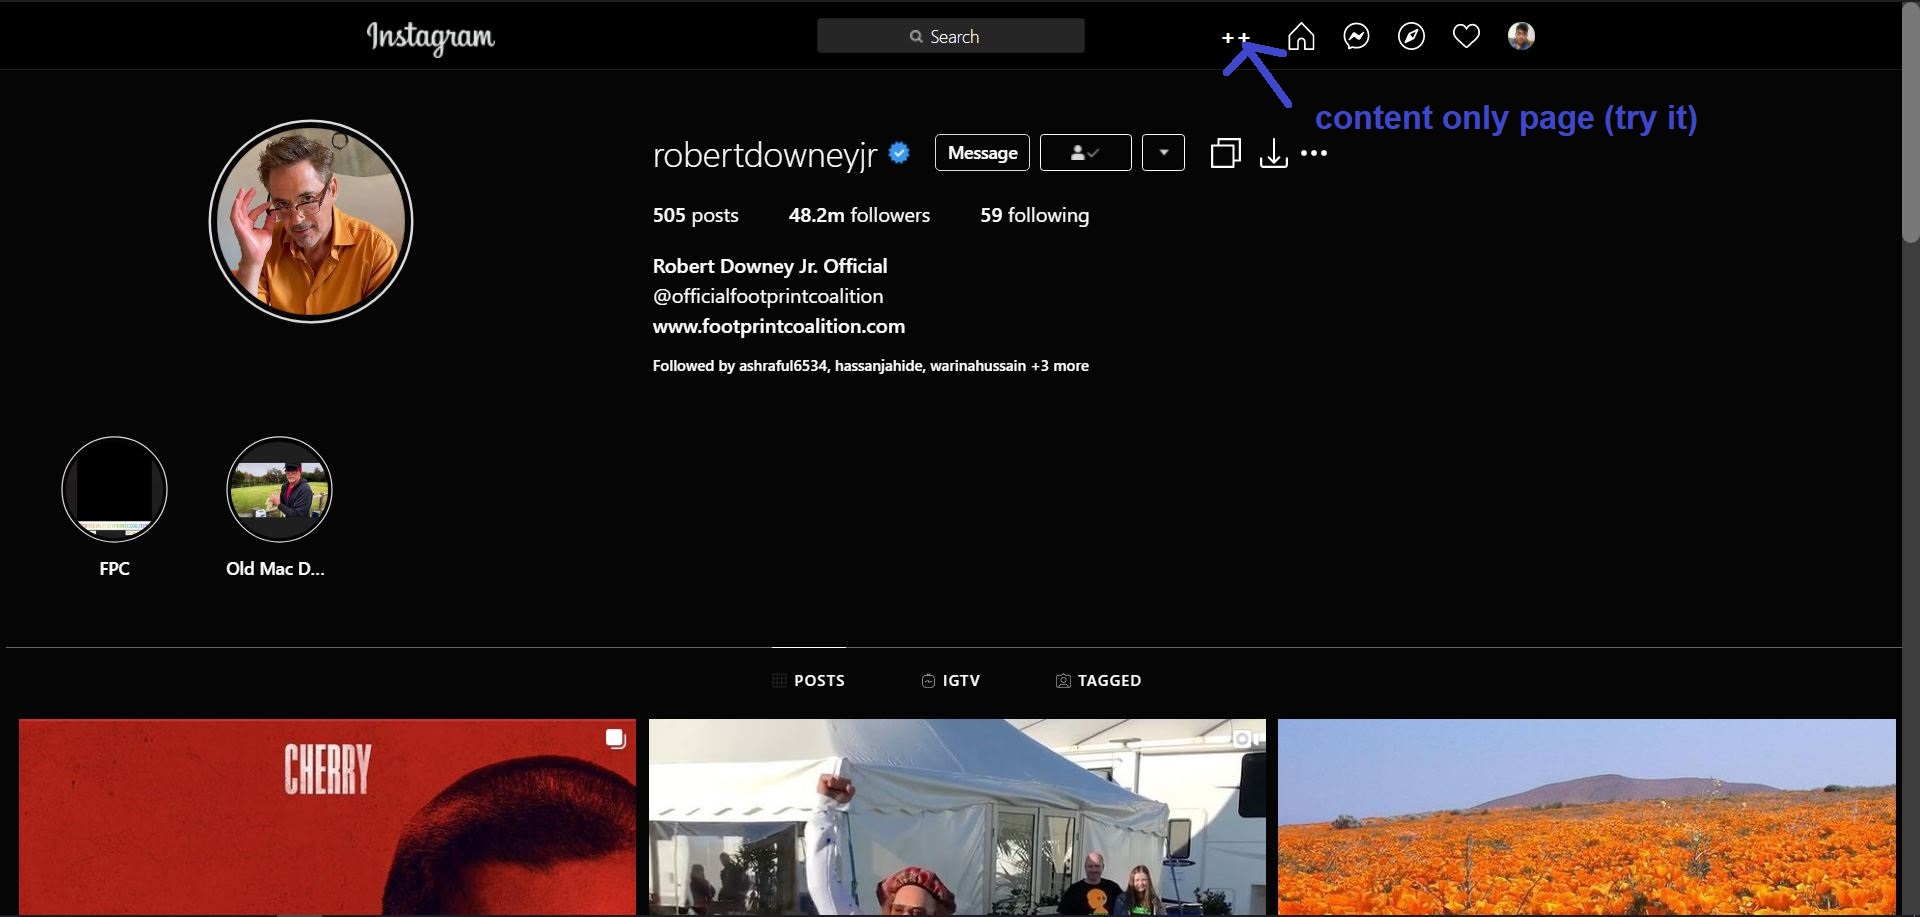 Instagram
Search
++
content only page (try it)
robertdowneyjr
Message
505 posts 48.2m followers 59 following
Robert Downey Jr. Official
@officialfootprintcoalition
www.footprintcoalition.com
Followed by ashraful6534, hassanjahide, warinahussain +3 more
FPC
Old Mac D...
POSTS IGTV TAGGED
CHERRY